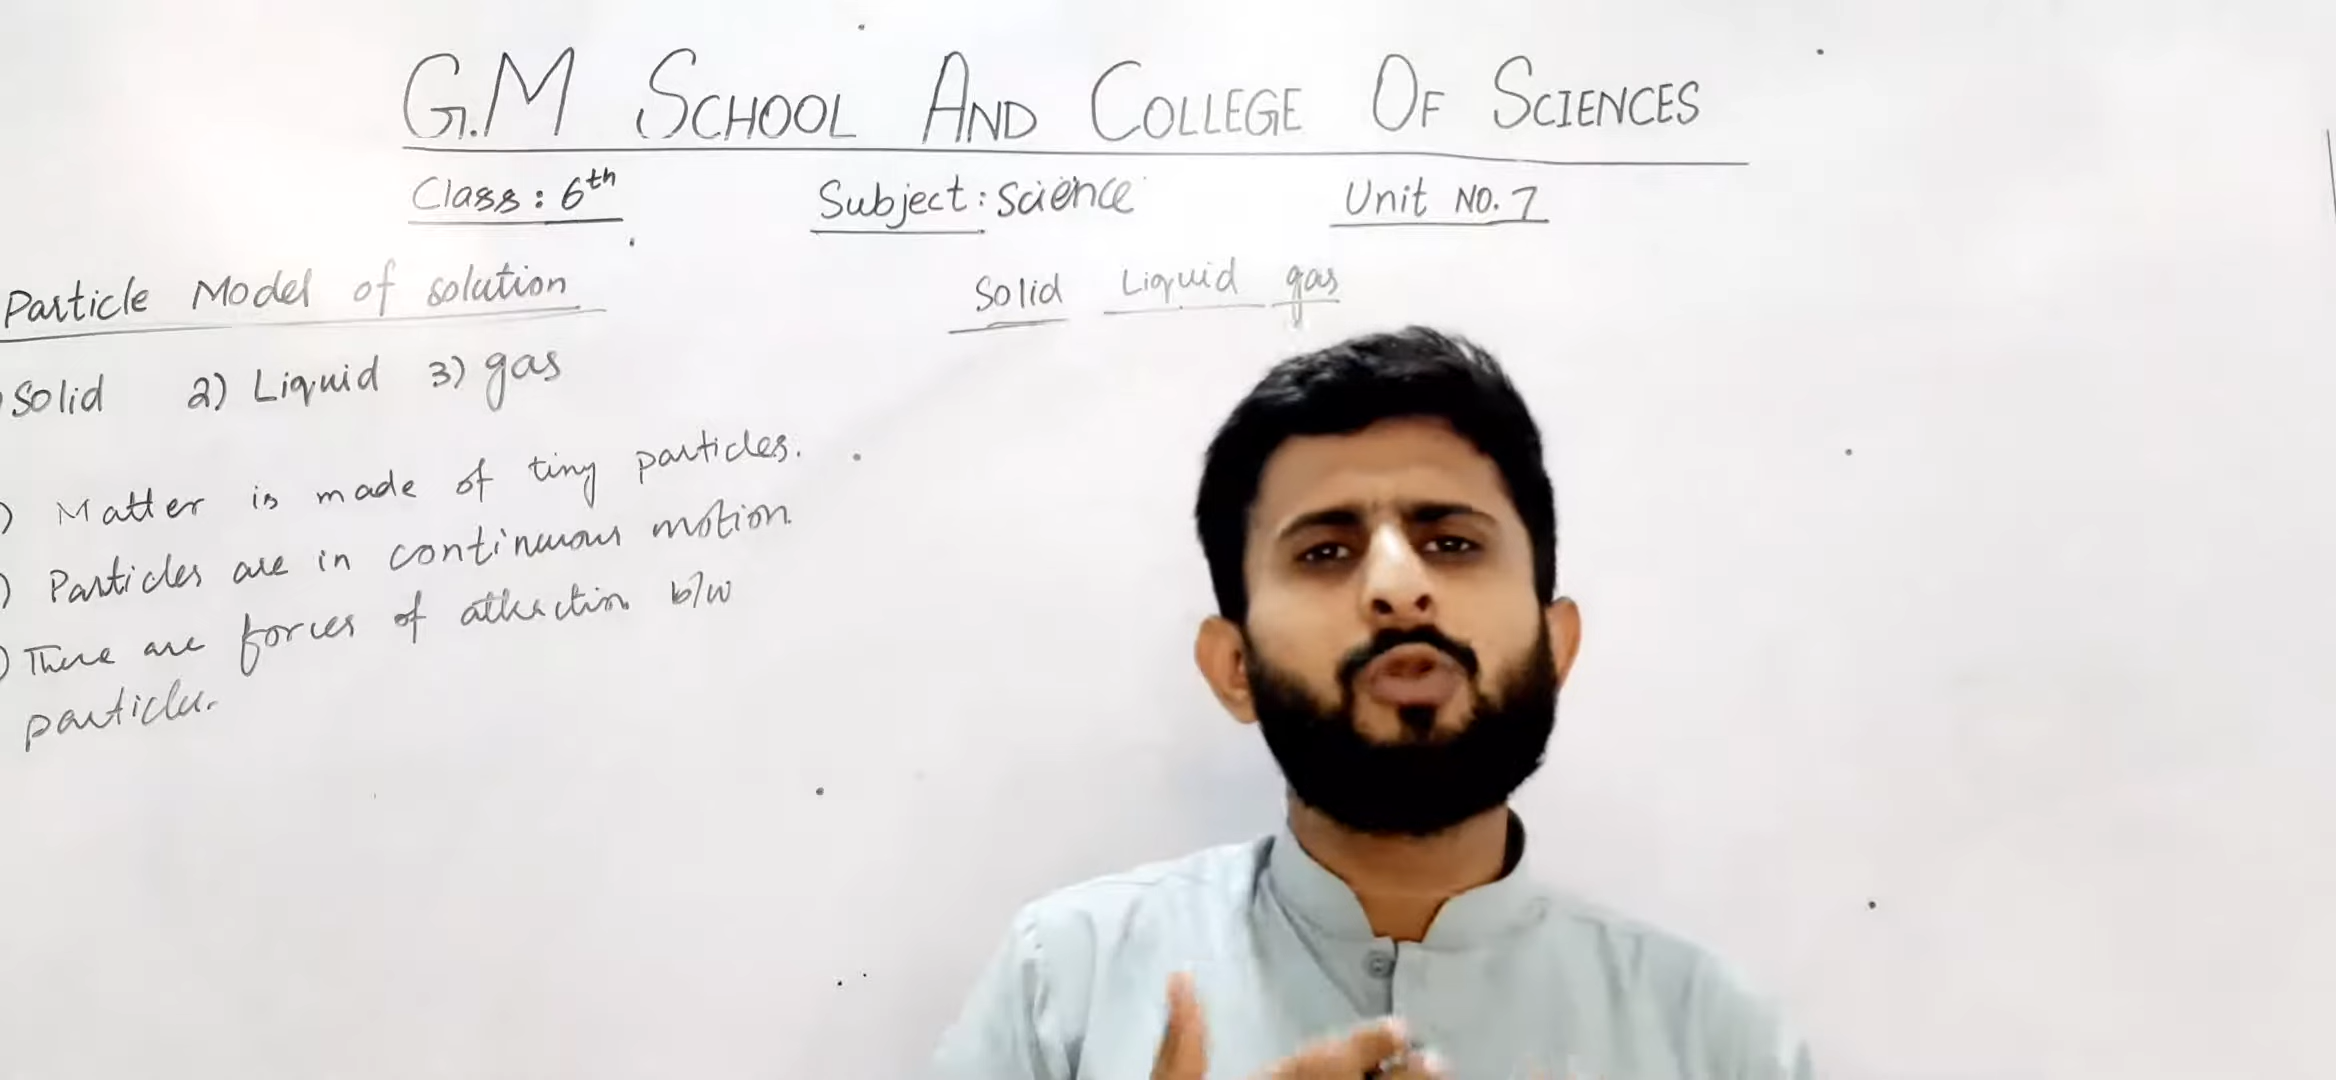 G.M SCHOOL AND COLLEGE OF SCIENCES
Class: 6th Subject: Science Unit NO. 7
Particle Model of solution
Solid Liquid gas
Solid 2) Liquid 3) gas
) Matter is made of tiny particles.
) Particles are in continuous motion
) There are forces of attraction b/w
particles.